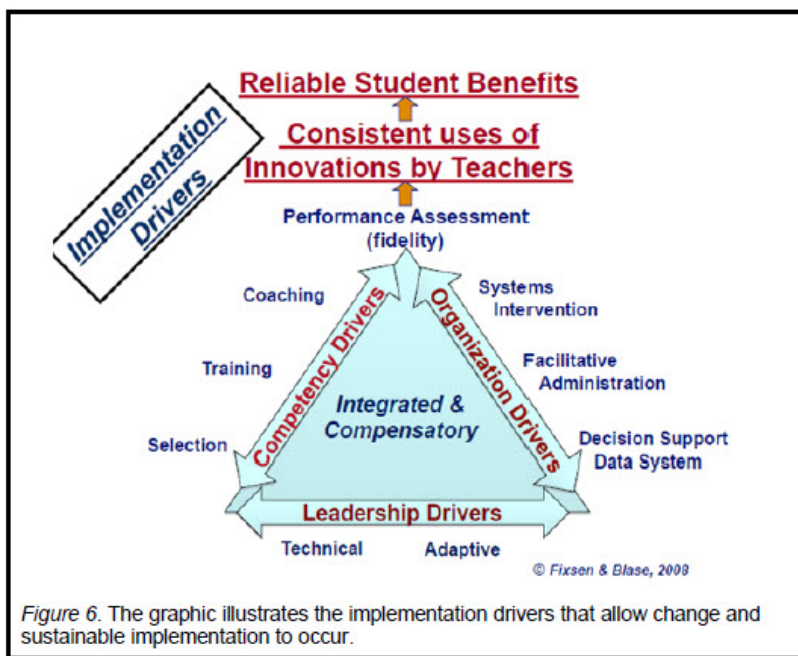 Reliable Student Benefits
Implementation
Drivers
Consistent uses of
Innovations by Teachers
Performance Assessment
(fidelity)
Coaching
Systems
Intervention
Competency Drivers
Organization Drivers
Training
Facilitative
Administration
Integrated &
Compensatory
Selection
Decision Support
Data System
Leadership Drivers
Technical
Adaptive
© Fixsen & Blase, 2008
Figure 6. The graphic illustrates the implementation drivers that allow change and
sustainable implementation to occur.